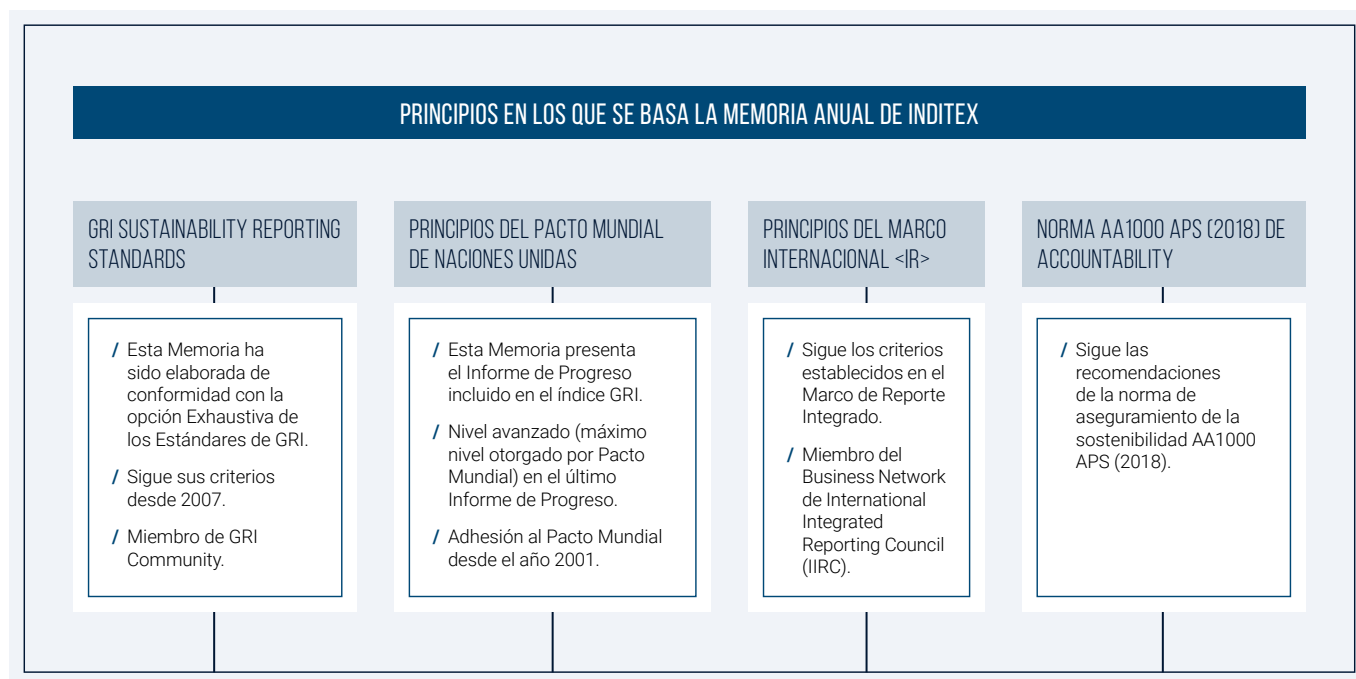 PRINCIPIOS EN LOS QUE SE BASA LA MEMORIA ANUAL DE INDITEX
GRI SUSTAINABILITY REPORTING
STANDARDS
/ Esta Memoria ha
sido elaborada de
conformidad con la
opción Exhaustiva de
los Estándares de GRI.
/ Sigue sus criterios
desde 2007.
/ Miembro de GRI
Community.
PRINCIPIOS DEL PACTO MUNDIAL
DE NACIONES UNIDAS
/ Esta Memoria presenta
el Informe de Progreso
incluido en el índice GRI.
/ Nivel avanzado (máximo
nivel otorgado por Pacto
Mundial) en el último
Informe de Progreso.
/ Adhesión al Pacto Mundial
desde el año 2001.
PRINCIPIOS DEL MARCO
INTERNACIONAL <IR>
/ Sigue los criterios
establecidos en el
Marco de Reporte
Integrado.
/ Miembro del
Business Network
de International
Integrated
Reporting Council
(IIRC).
NORMA AA1000 APS (2018) DE
ACCOUNTABILITY
/ Sigue las
recomendaciones
de la norma de
aseguramiento de la
sostenibilidad AA1000
APS (2018).